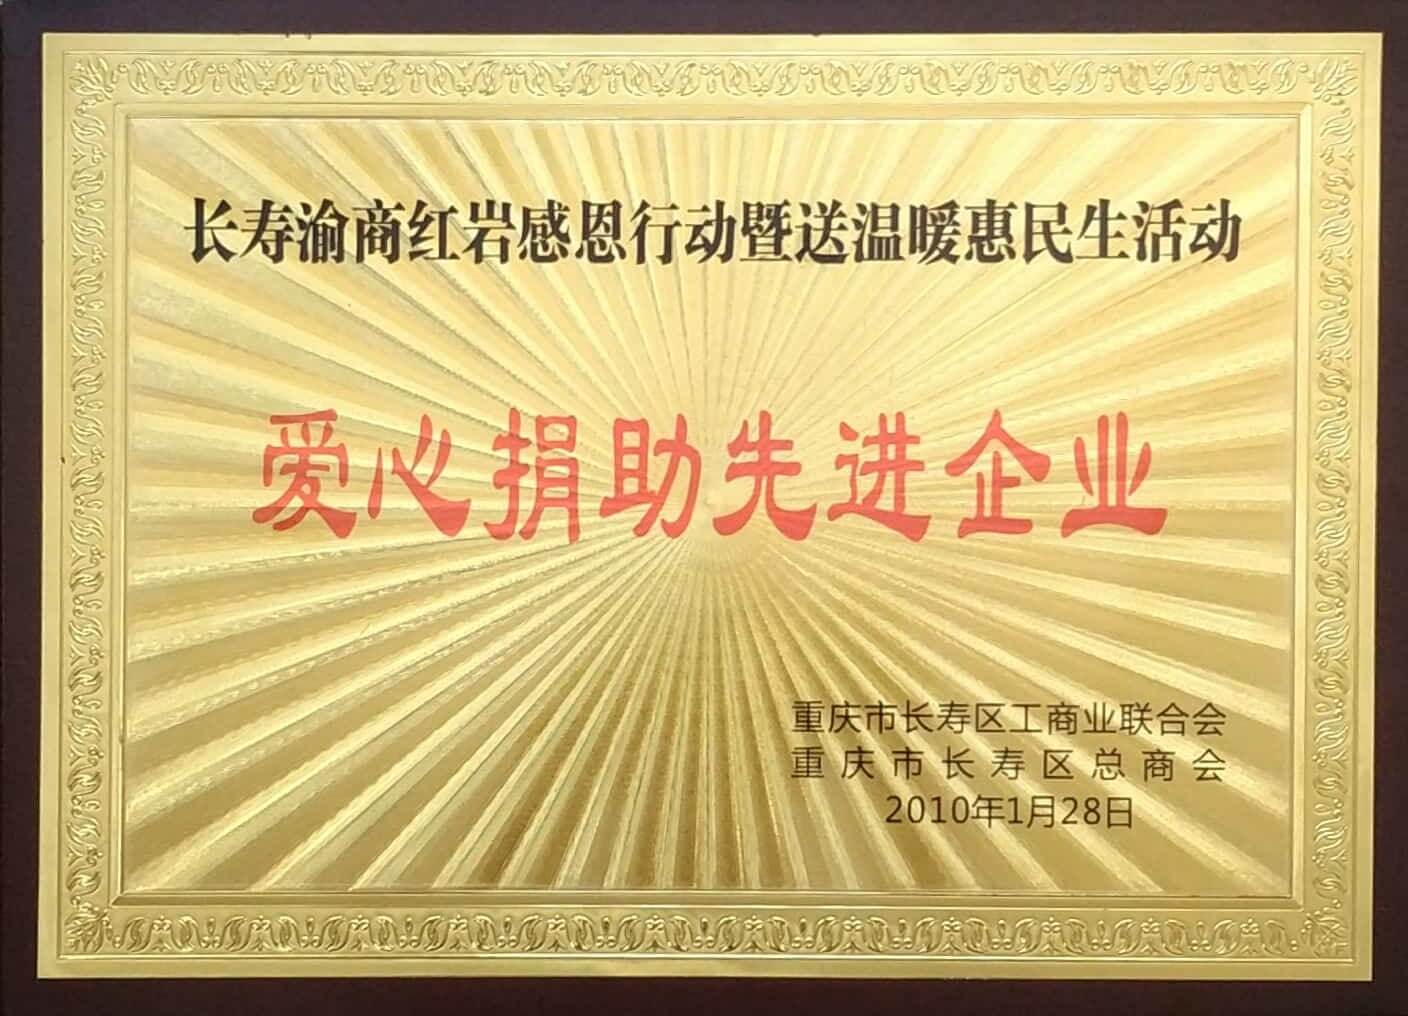 长寿渝商红岩感恩行动暨送温暖惠民生活动
爱心捐助先进企业
重庆市长寿区工商业联合会
重庆市长寿区总商会
2010年1月28日